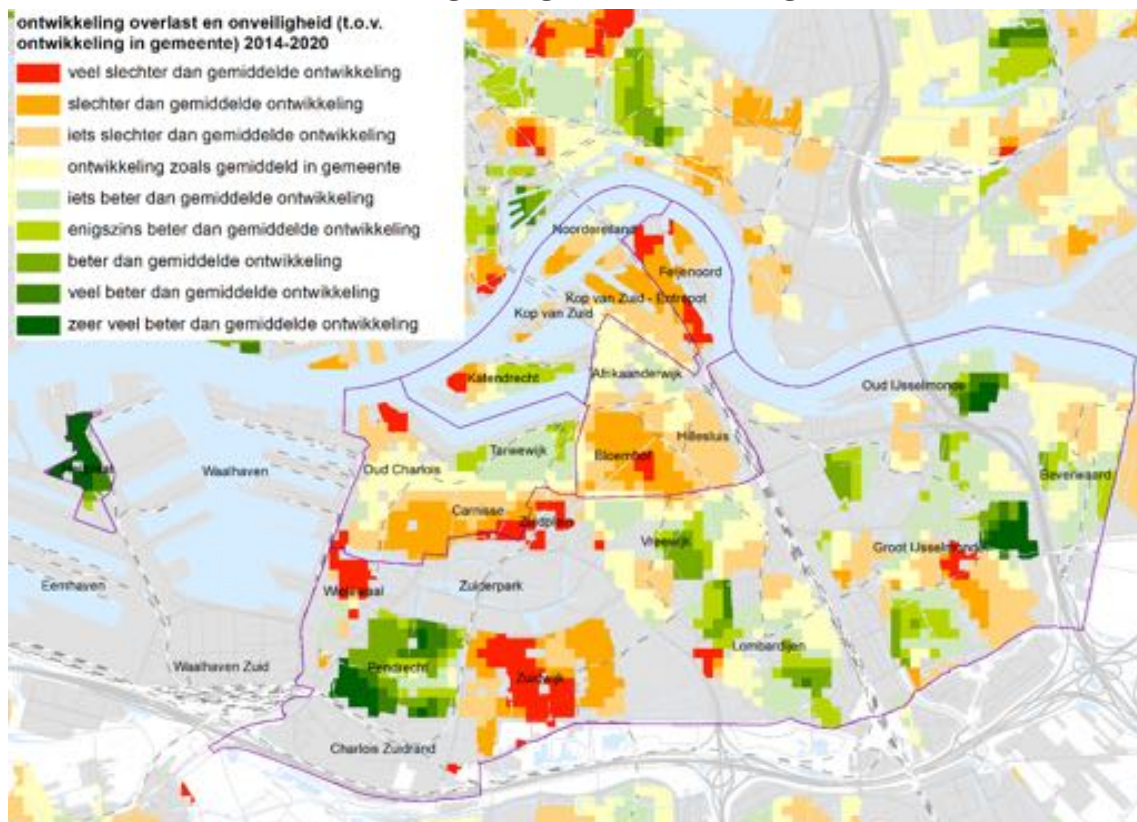 ontwikkeling overlast en onveiligheid (t.o.v.
ontwikkeling in gemeente) 2014-2020
veel slechter dan gemiddelde ontwikkeling
slechter dan gemiddelde ontwikkeling
iets slechter dan gemiddelde ontwikkeling
ontwikkeling zoals gemiddeld in gemeente
iets beter dan gemiddelde ontwikkeling
enigszins beter dan gemiddelde ontwikkeling
beter dan gemiddelde ontwikkeling
veel beter dan gemiddelde ontwikkeling
zeer veel beter dan gemiddelde ontwikkeling
Noordereiland
Feijenoord
Kop van Zuid - Entrepot
Kop van Zuid
Katendrecht
Afrikaanderwijk
Oud IJsselmonde
Hillesluis
Tarwewijk
Bloemhof
Oud Charlois
Waalhaven
Beverwaard
Carnisse
Zuidplein
Vreewijk
Groot IJsselmonde
Eemhaven
Zuiderpark
Wielewaal
Lombardijen
Waalhaven Zuid
Pendrecht
Zuidwijk
Charlois Zuidrand